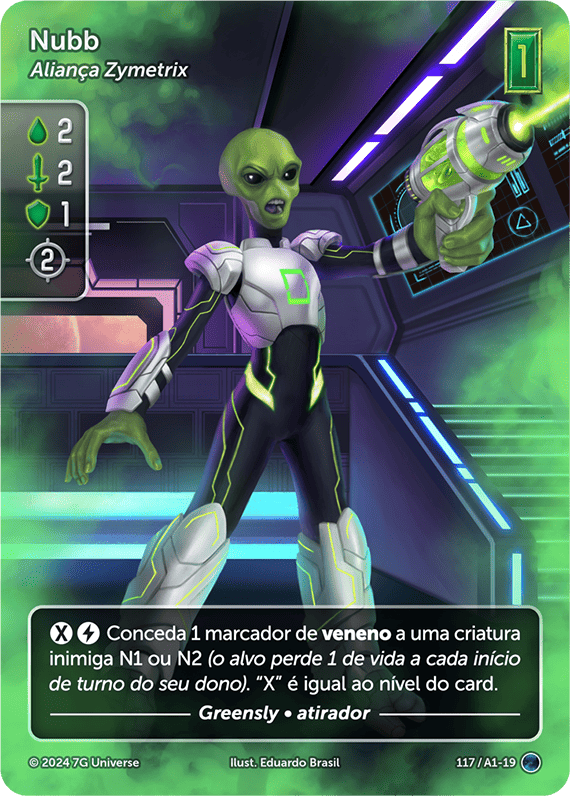 Nubb
Aliança Zymetrix
1
2
2
1
2
X Conceda 1 marcador de veneno a uma criatura
inimiga N1 ou N2 (o alvo perde 1 de vida a cada início
de turno do seu dono). “X” é igual ao nível do card.
Greensly • atirador
© 2024 7G Universe
Ilust. Eduardo Brasil
117 / A1-19